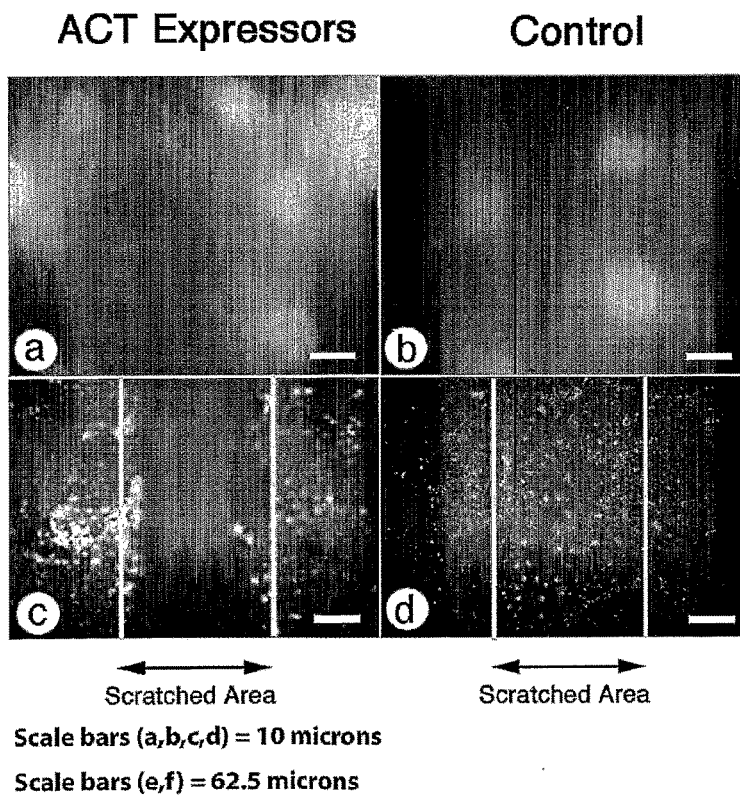 ACT Expressors Control
a b
c d
Scratched Area Scratched Area
Scale bars (a,b,c,d) = 10 microns
Scale bars (e,f) = 62.5 microns